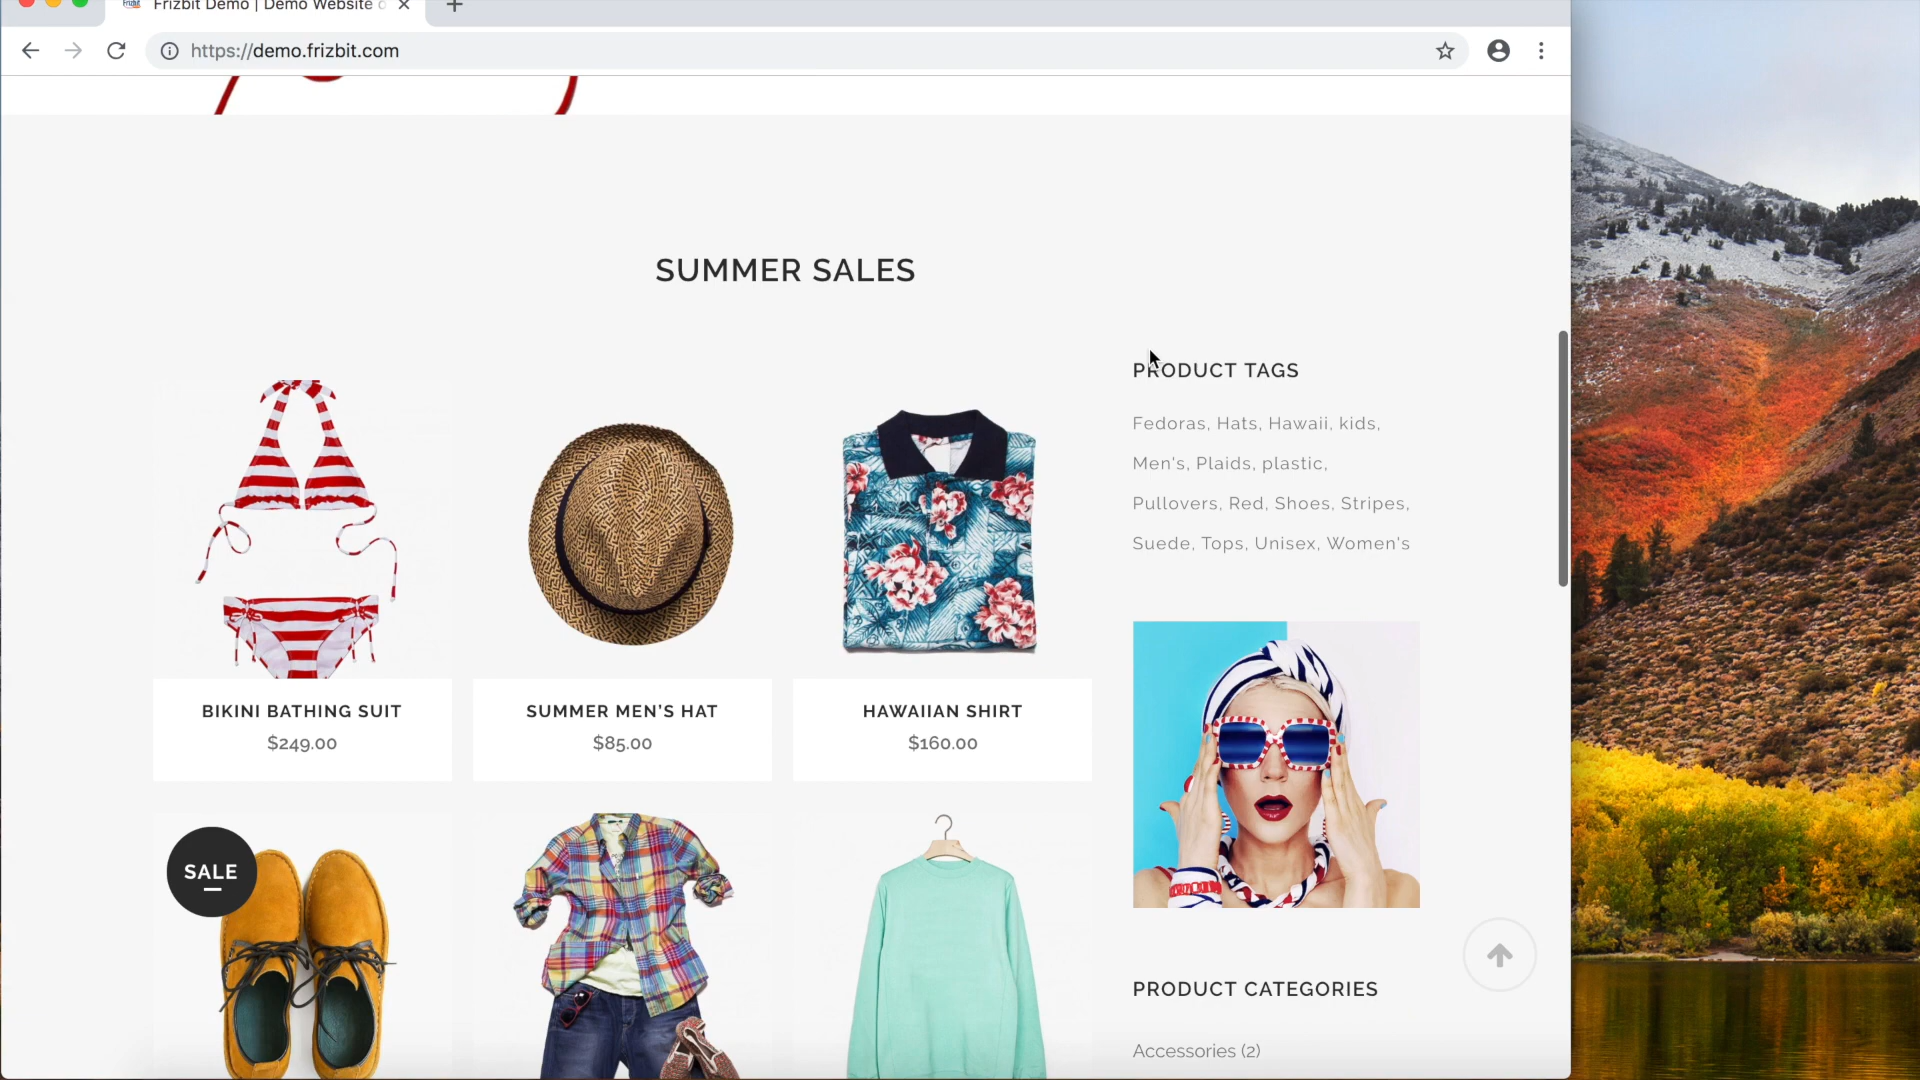 Frizbit Demo | Demo Website
https://demo.frizbit.com
SUMMER SALES
PRODUCT TAGS
Fedoras, Hats, Hawaii, kids,
Men's, Plaids, plastic,
Pullovers, Red, Shoes, Stripes,
Suede, Tops, Unisex, Women's
BIKINI BATHING SUIT
$249.00
SUMMER MEN'S HAT
$85.00
HAWAIIAN SHIRT
$160.00
SALE
PRODUCT CATEGORIES
Accessories (2)